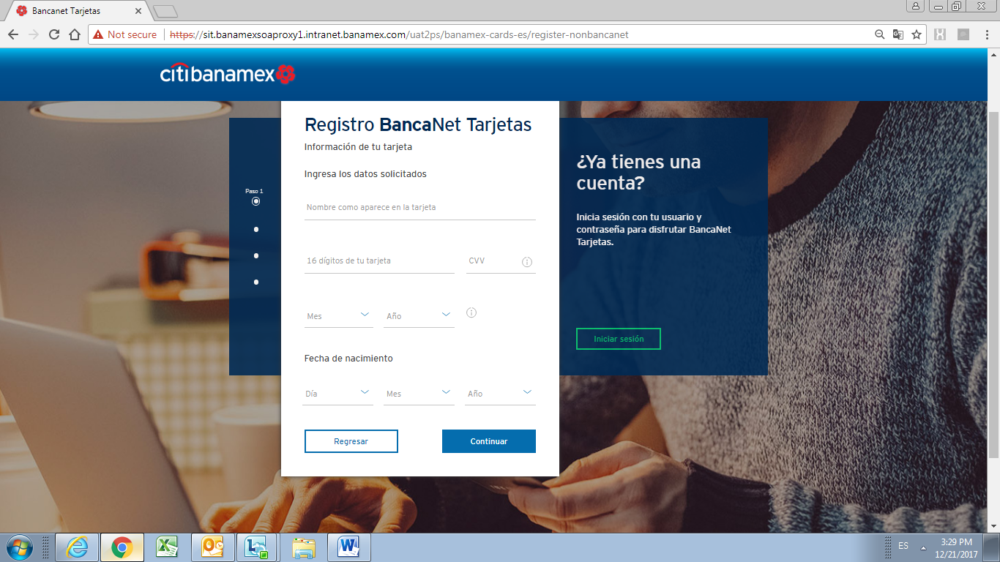 Bancanet Tarjetas
Not secure
https://sit.banamexsoaproxy1.intranet.banamex.com/uat2ps/banamex-cards-es/register-nonbancanet
citibanamex
Registro BancaNet Tarjetas
Información de tu tarjeta
Ingresa los datos solicitados
Paso 1
Nombre como aparece en la tarjeta
16 dígitos de tu tarjeta
CVV
Mes
Año
Fecha de nacimiento
Día
Mes
Año
Regresar
Continuar
¿Ya tienes una
cuenta?
Inicia sesión con tu usuario y
contraseña para disfrutar BancaNet
Tarjetas.
Iniciar sesión
ES
3:29 PM
12/21/2017